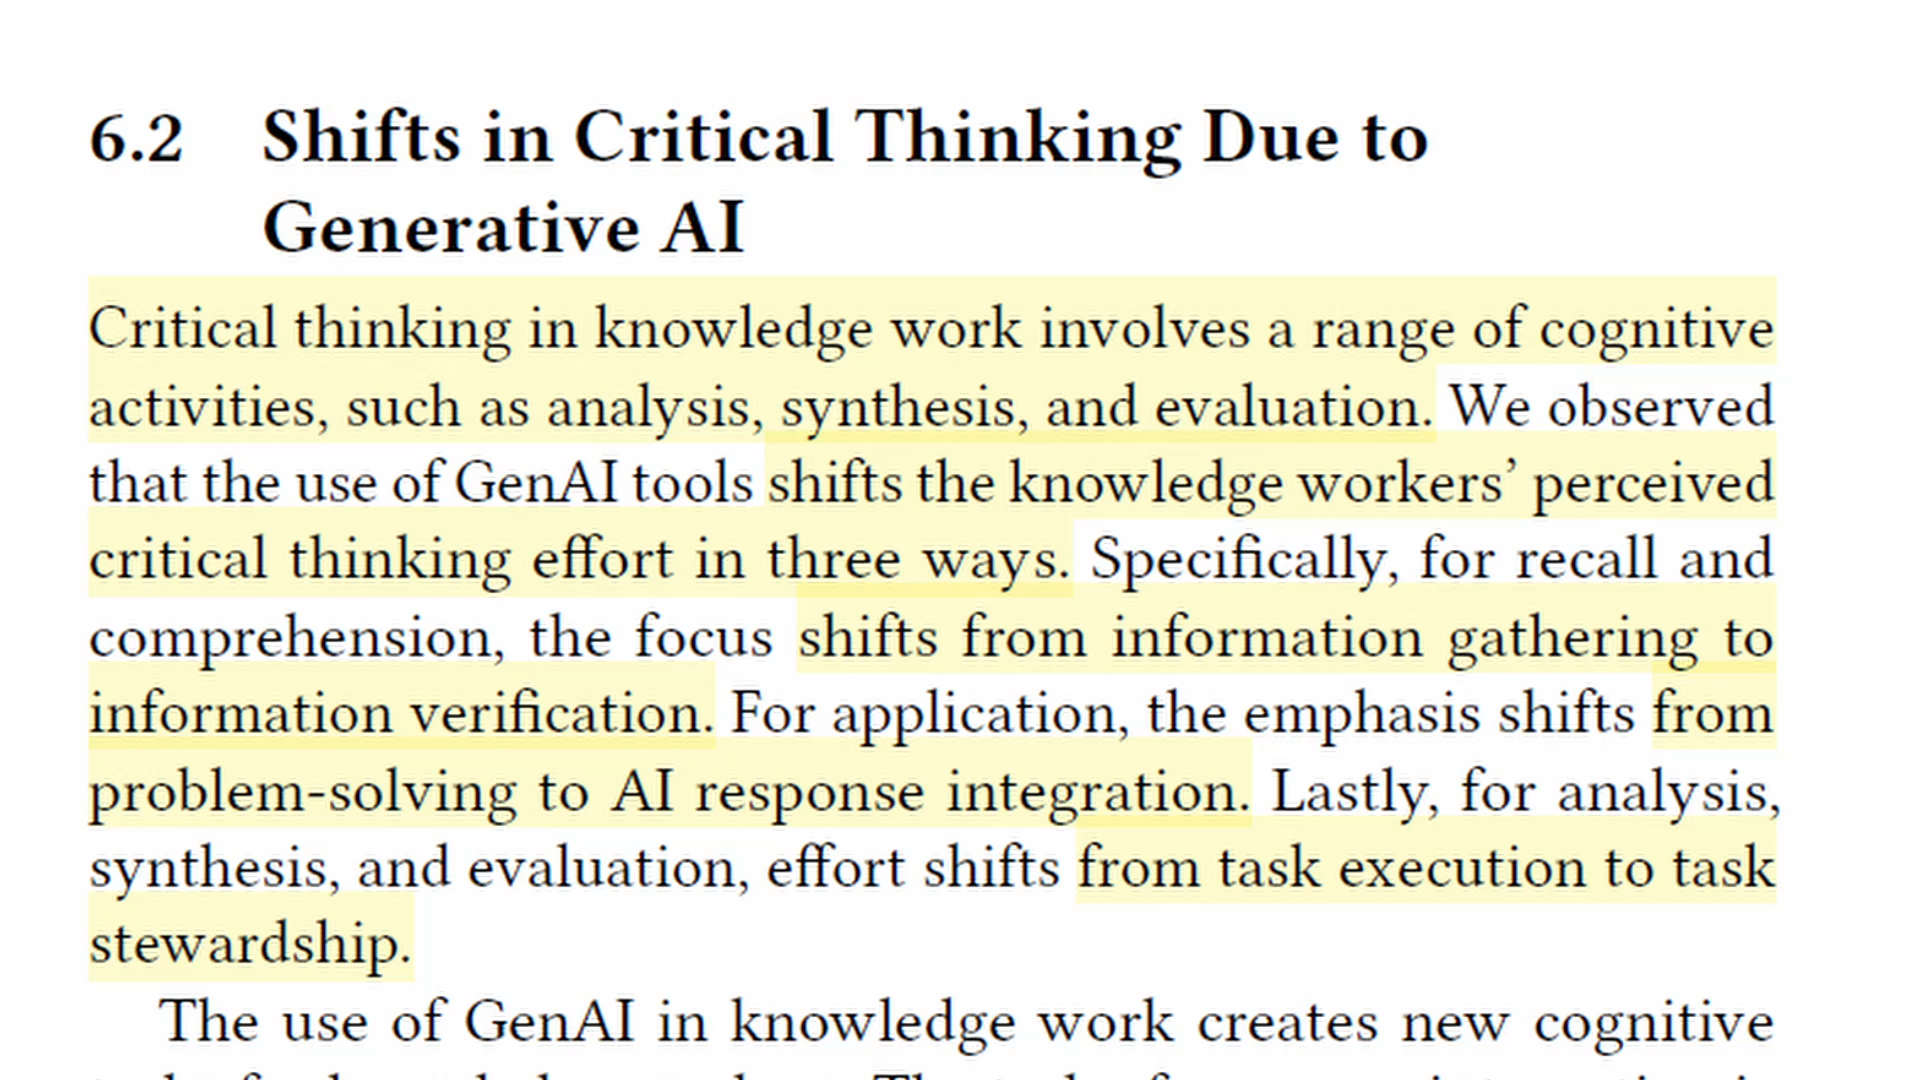 6.2 Shifts in Critical Thinking Due to
Generative AI
Critical thinking in knowledge work involves a range of cognitive
activities, such as analysis, synthesis, and evaluation. We observed
that the use of GenAI tools shifts the knowledge workers’ perceived
critical thinking effort in three ways. Specifically, for recall and
comprehension, the focus shifts from information gathering to
information verification. For application, the emphasis shifts from
problem-solving to AI response integration. Lastly, for analysis,
synthesis, and evaluation, effort shifts from task execution to task
stewardship.
The use of GenAI in knowledge work creates new cognitive